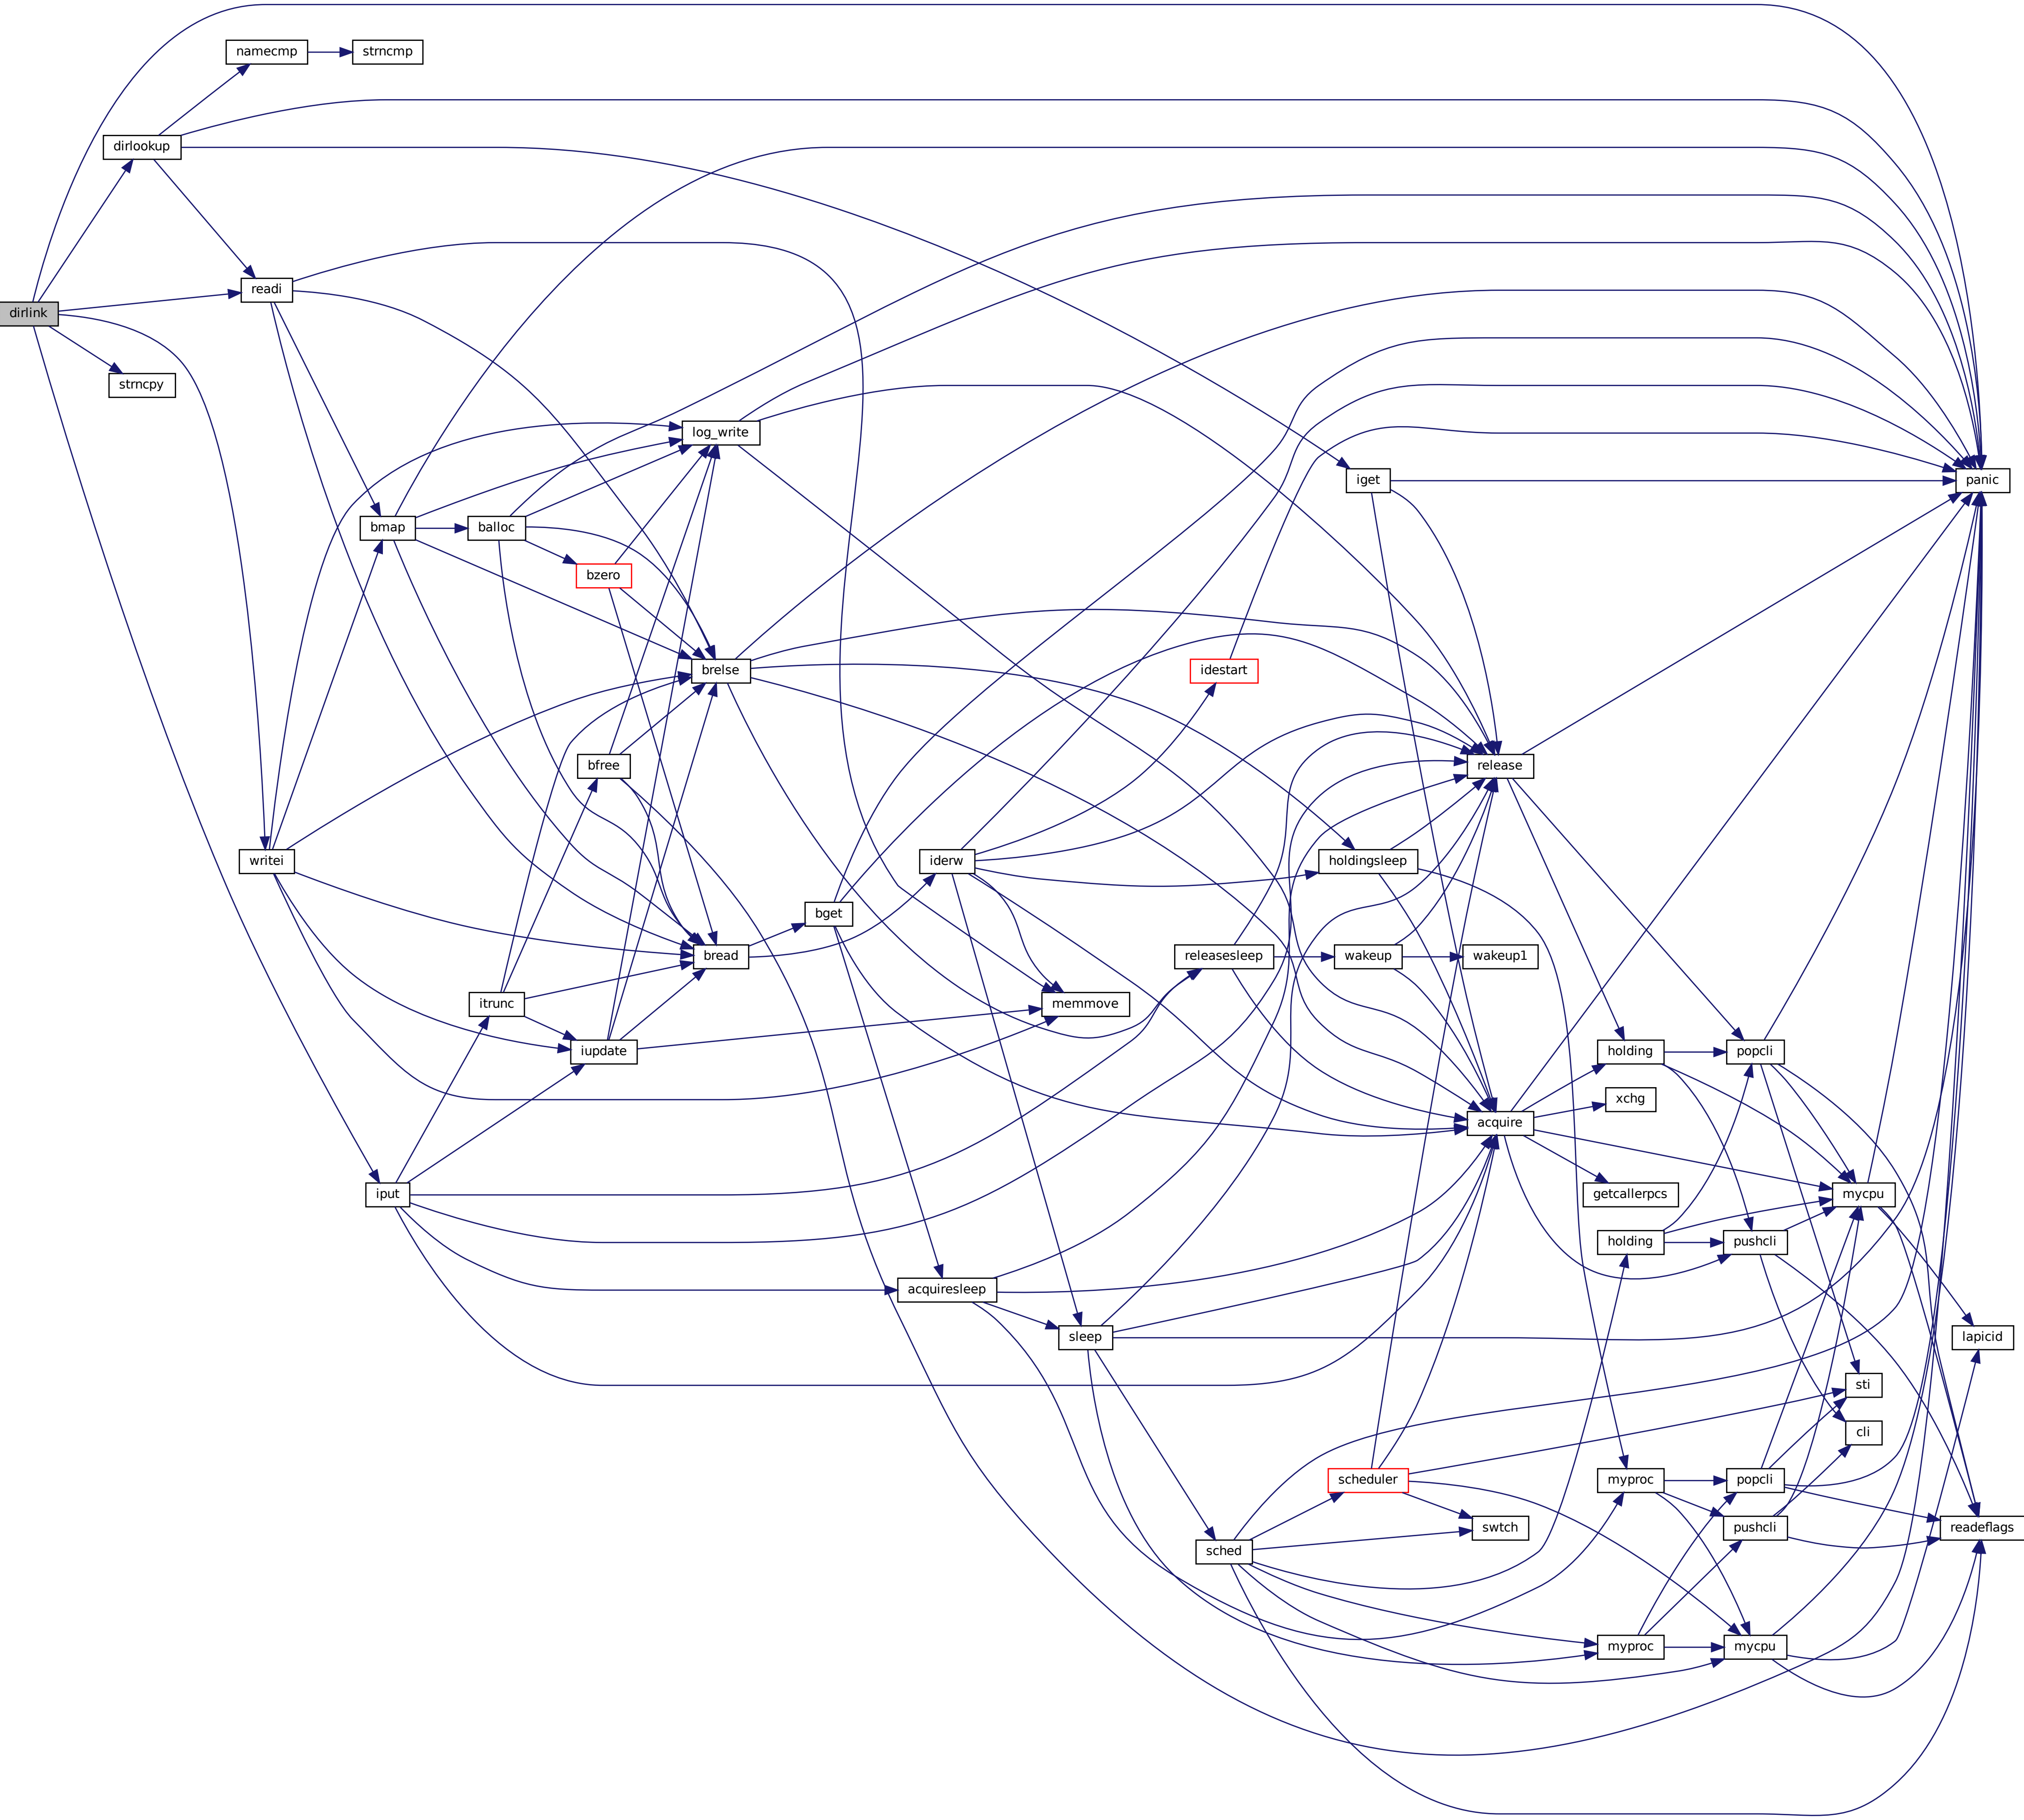 namecmp
strncmp
dirlookup
readi
dirlink
strncpy
log_write
iget
panic
bmap
balloc
bzero
brelse
idestart
bfree
release
writei
iderw
holdingsleep
bget
bread
releasesleep
wakeup
wakeup1
itrunc
memmove
iupdate
holding
popcli
xchg
acquire
iput
getcallerpcs
mycpu
holding
pushcli
acquiresleep
sleep
lapicid
sti
cli
scheduler
myproc
popcli
swtch
pushcli
readeflags
sched
myproc
mycpu